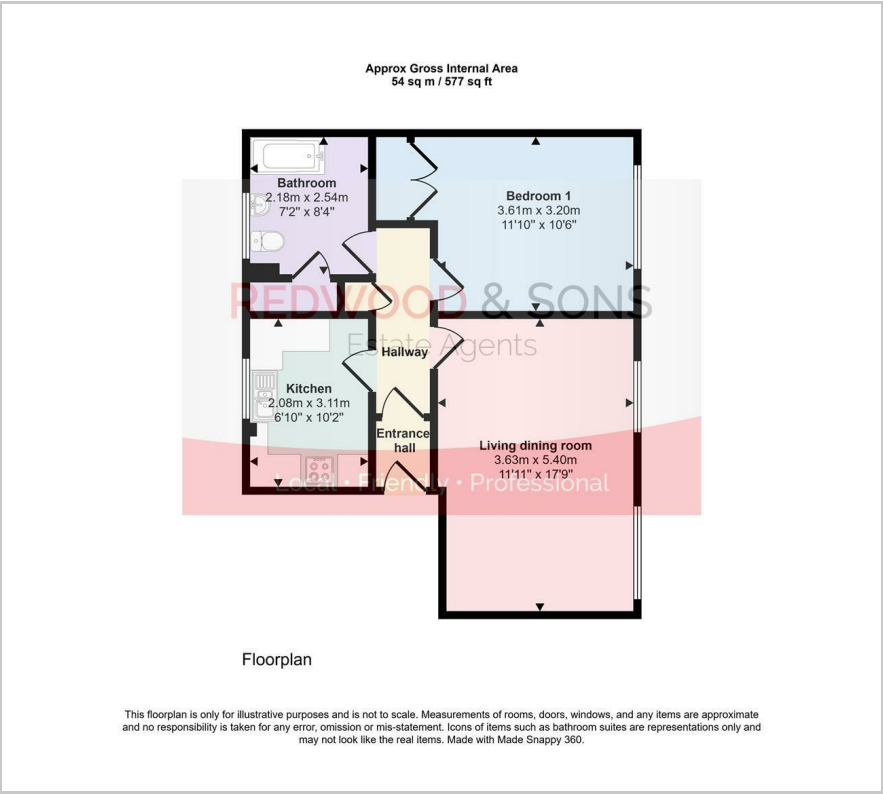 Approx Gross Internal Area
54 sq m / 577 sq ft
Bathroom
2.18m x 2.54m
7'2" x 8'4"
Bedroom 1
3.61m x 3.20m
11'10" x 10'6"
REDWOOD & SONS
Estate Agents
Hallway
Kitchen
2.08m x 3.11m
6'10" x 10'2"
Entrance
hall
Living dining room
3.63m x 5.40m
11'11" x 17'9"
Local • Friendly • Professional
Floorplan
This floorplan is only for illustrative purposes and is not to scale. Measurements of rooms, doors, windows, and any items are approximate
and no responsibility is taken for any error, omission or mis-statement. Icons of items such as bathroom suites are representations only and
may not look like the real items. Made with Made Snappy 360.